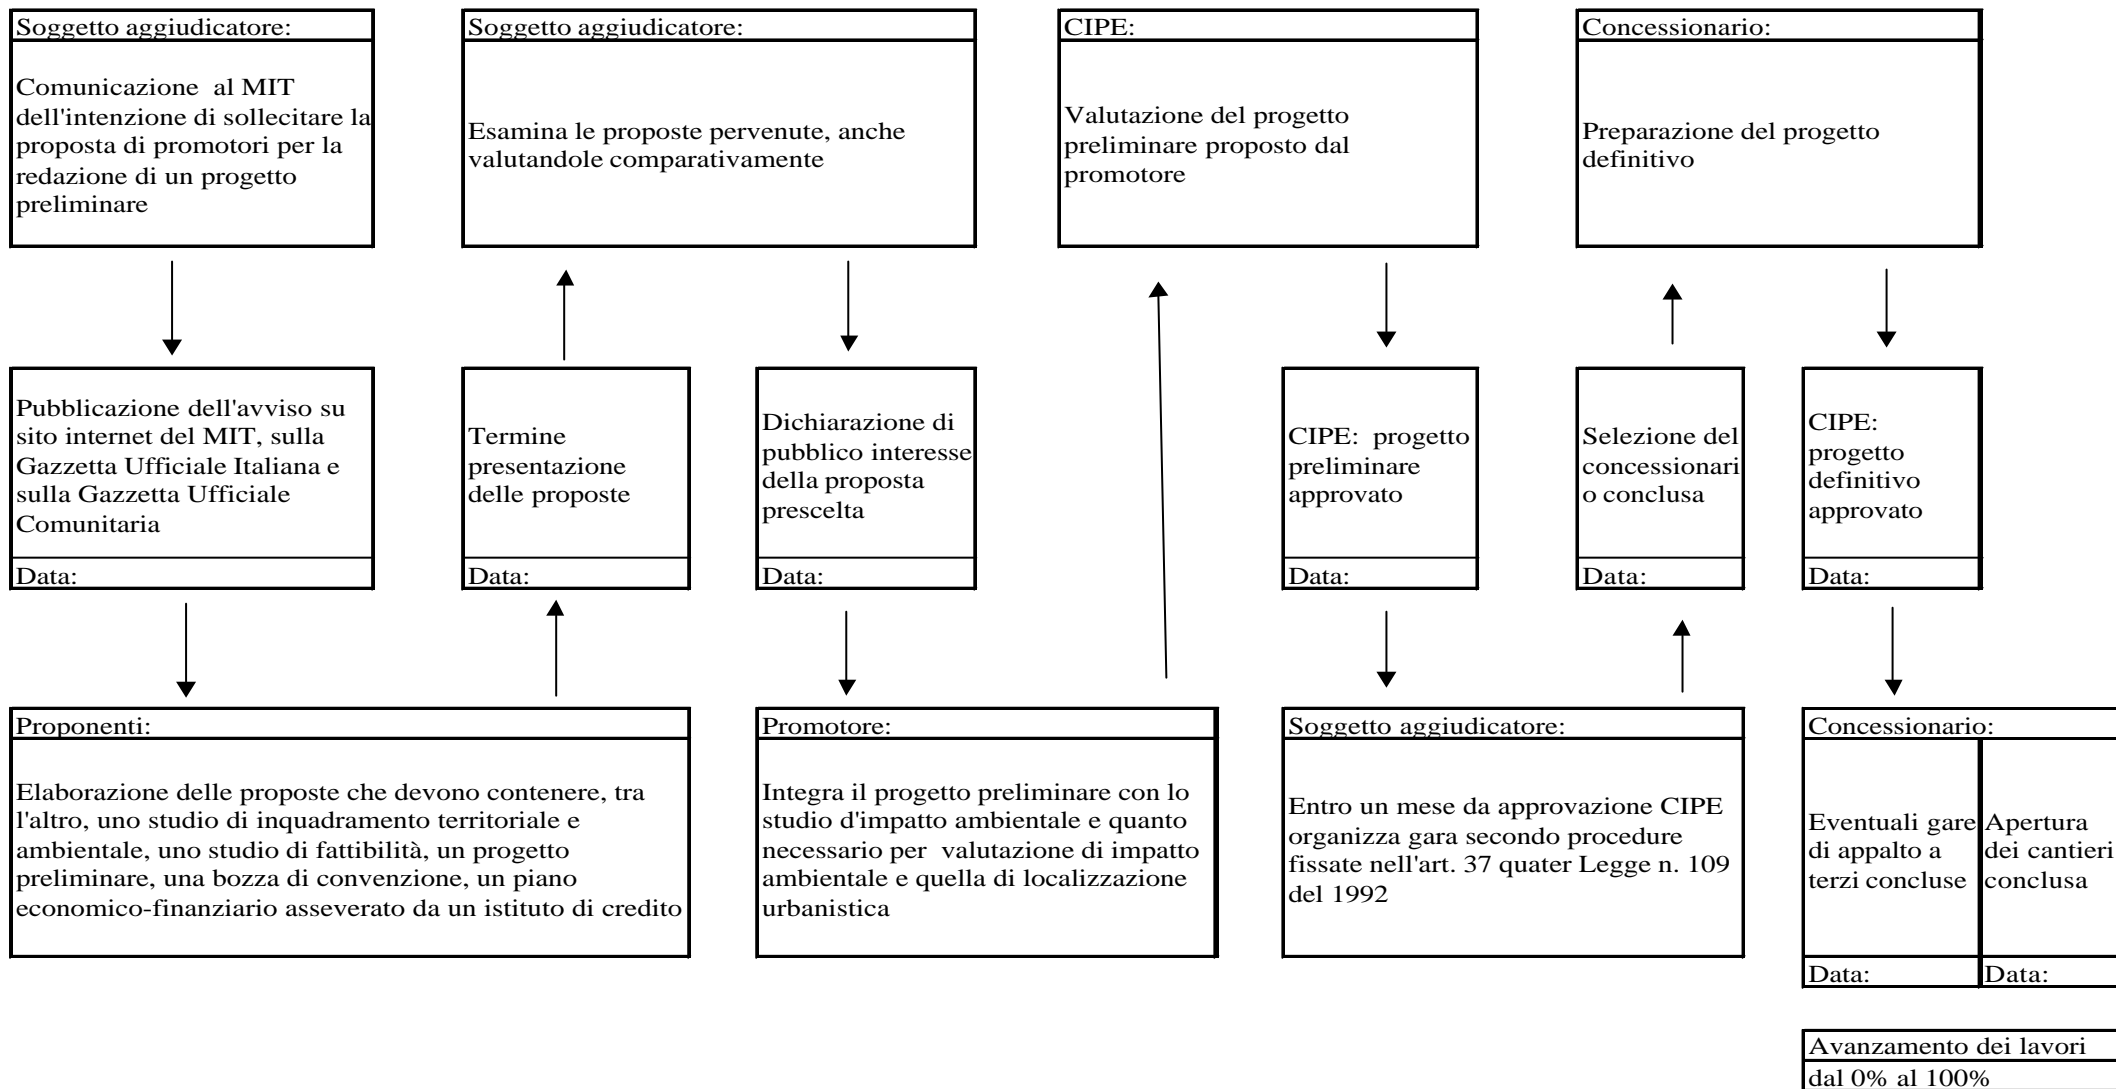 Soggetto aggiudicatore:
Comunicazione al MIT
dell'intenzione di sollecitare la
proposta di promotori per la
redazione di un progetto
preliminare
Soggetto aggiudicatore:
Esamina le proposte pervenute, anche
valutandole comparativamente
CIPE:
Valutazione del progetto
preliminare proposto dal
promotore
Concessionario:
Preparazione del progetto
definitivo
Pubblicazione dell'avviso su
sito internet del MIT, sulla
Gazzetta Ufficiale Italiana e
sulla Gazzetta Ufficiale
Comunitaria
Data:
Termine
presentazione
delle proposte
Data:
Dichiarazione di
pubblico interesse
della proposta
prescelta
Data:
CIPE: progetto
preliminare
approvato
Data:
Selezione del
concessionari
o conclusa
Data:
CIPE:
progetto
definitivo
approvato
Data:
Proponenti:
Elaborazione delle proposte che devono contenere, tra
l'altro, uno studio di inquadramento territoriale e
ambientale, uno studio di fattibilità, un progetto
preliminare, una bozza di convenzione, un piano
economico-finanziario asseverato da un istituto di credito
Promotore:
Integra il progetto preliminare con lo
studio d'impatto ambientale e quanto
necessario per valutazione di impatto
ambientale e quella di localizzazione
urbanistica
Soggetto aggiudicatore:
Entro un mese da approvazione CIPE
organizza gara secondo procedure
fissate nell'art. 37 quater Legge n. 109
del 1992
Concessionario:
Eventuali gare
di appalto a
terzi concluse
Data:
Apertura
dei cantieri
conclusa
Data:
Avanzamento dei lavori
dal 0% al 100%